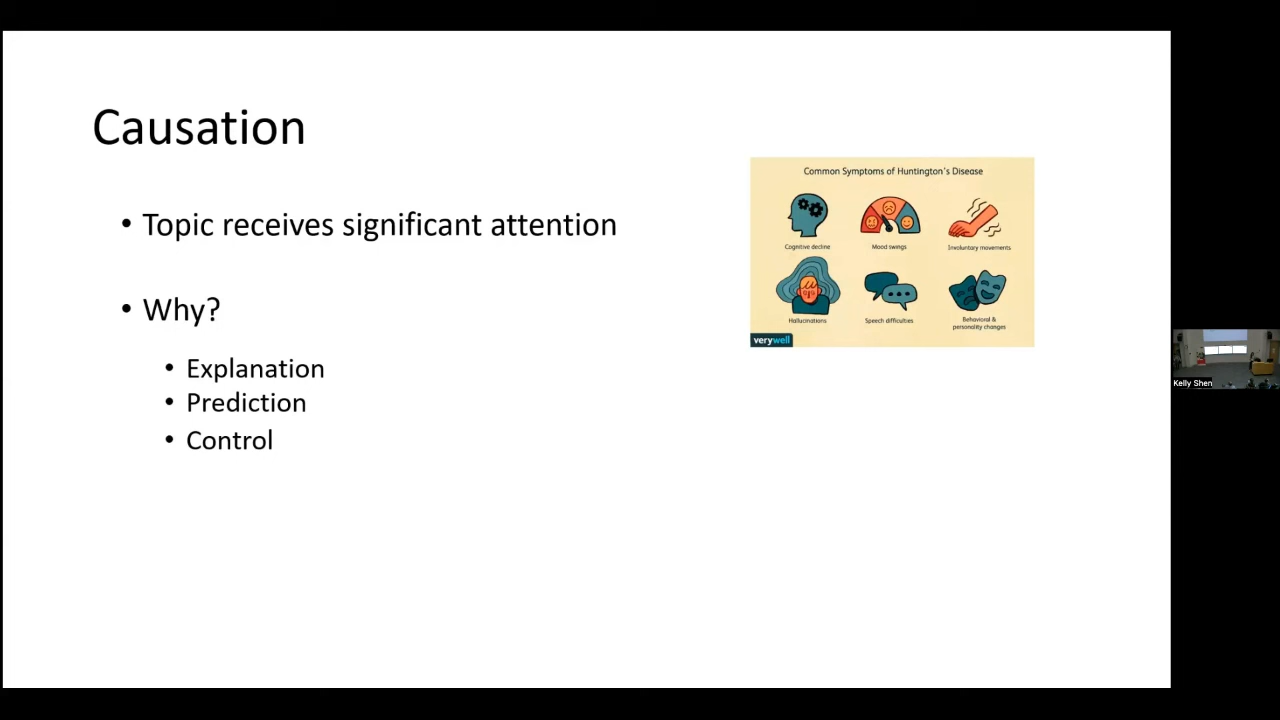 Causation
• Topic receives significant attention
• Why?
• Explanation
• Prediction
• Control
Common Symptoms of Huntington's Disease
Cognitive decline
Mood swings
Involuntary movements
Hallucinations
Speech difficulties
Behavioral &
personality changes
verywell
Kelly Shen